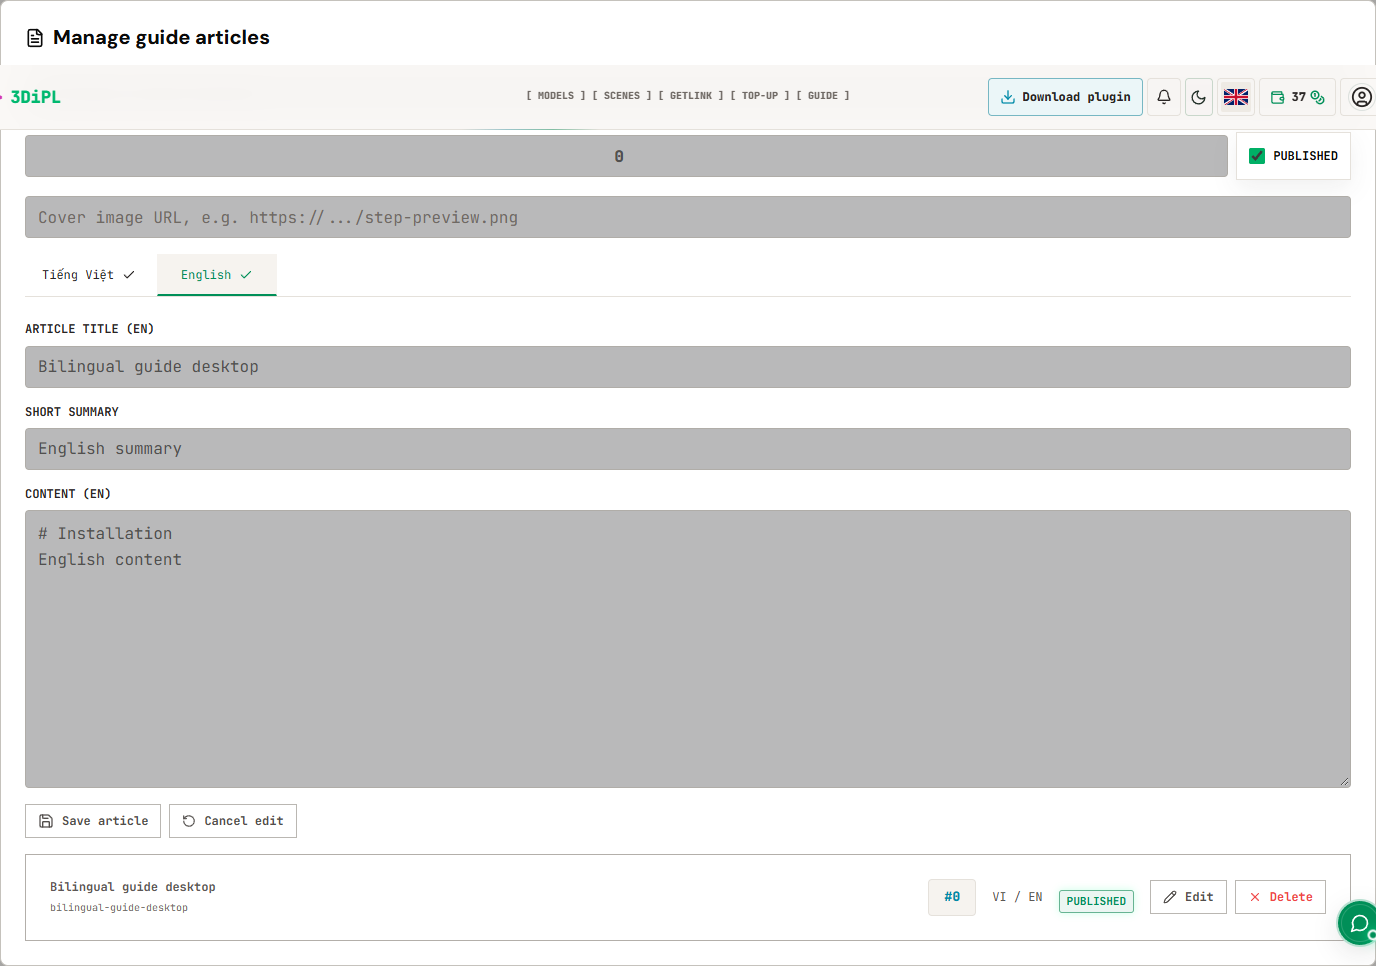 Manage guide articles
3DiPL
[ MODELS ] [ SCENES ] [ GETLINK ] [ TOP-UP ] [ GUIDE ]
Download plugin
37
0
PUBLISHED
Cover image URL, e.g. https://.../step-preview.png
Tiếng Việt
English
ARTICLE TITLE (EN)
Bilingual guide desktop
SHORT SUMMARY
English summary
CONTENT (EN)
# Installation
English content
Save article
Cancel edit
Bilingual guide desktop
bilingual-guide-desktop
#0
VI / EN
PUBLISHED
Edit
Delete